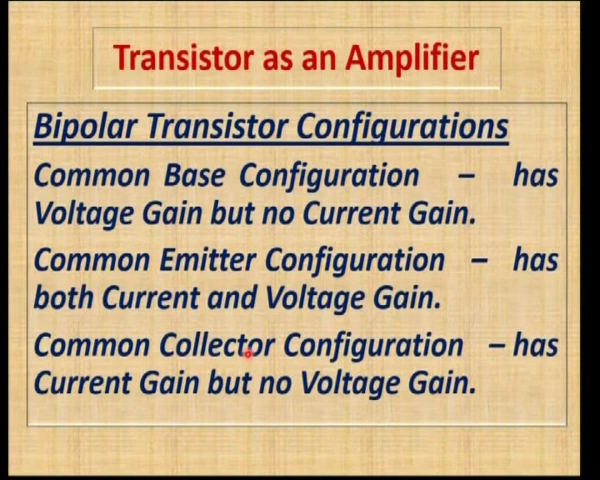 Transistor as an Amplifier
Bipolar Transistor Configurations
Common Base Configuration – has
Voltage Gain but no Current Gain.
Common Emitter Configuration – has
both Current and Voltage Gain.
Common Collector Configuration – has
Current Gain but no Voltage Gain.